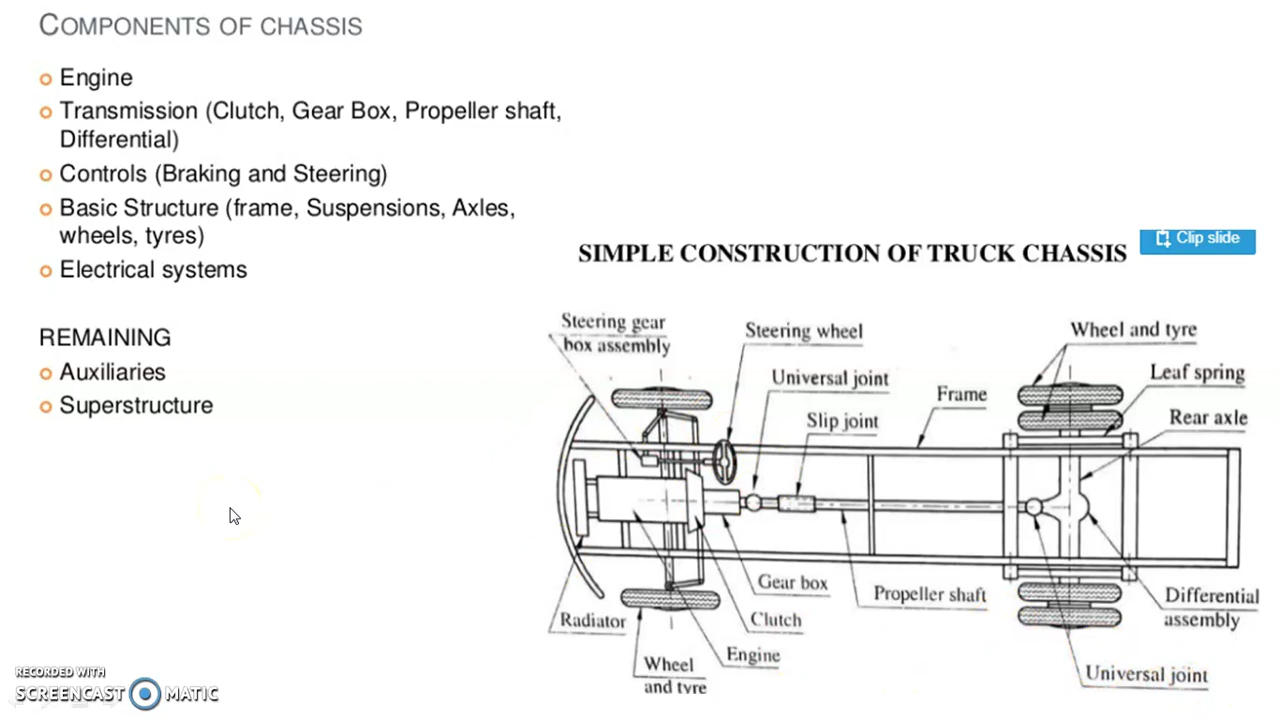 COMPONENTS OF CHASSIS
Engine
Transmission (Clutch, Gear Box, Propeller shaft,
Differential)
Controls (Braking and Steering)
Basic Structure (frame, Suspensions, Axles,
wheels, tyres)
Electrical systems
REMAINING
Auxiliaries
Superstructure
Clip slide
SIMPLE CONSTRUCTION OF TRUCK CHASSIS
Steering gear
box assembly
Steering wheel
Universal joint
Slip joint
Frame
Wheel and tyre
Leaf spring
Rear axle
Radiator
Wheel
and tyre
Engine
Clutch
Gear box
Propeller shaft
Differential
assembly
Universal joint
RECORDED WITH
SCREENCAST MATIC